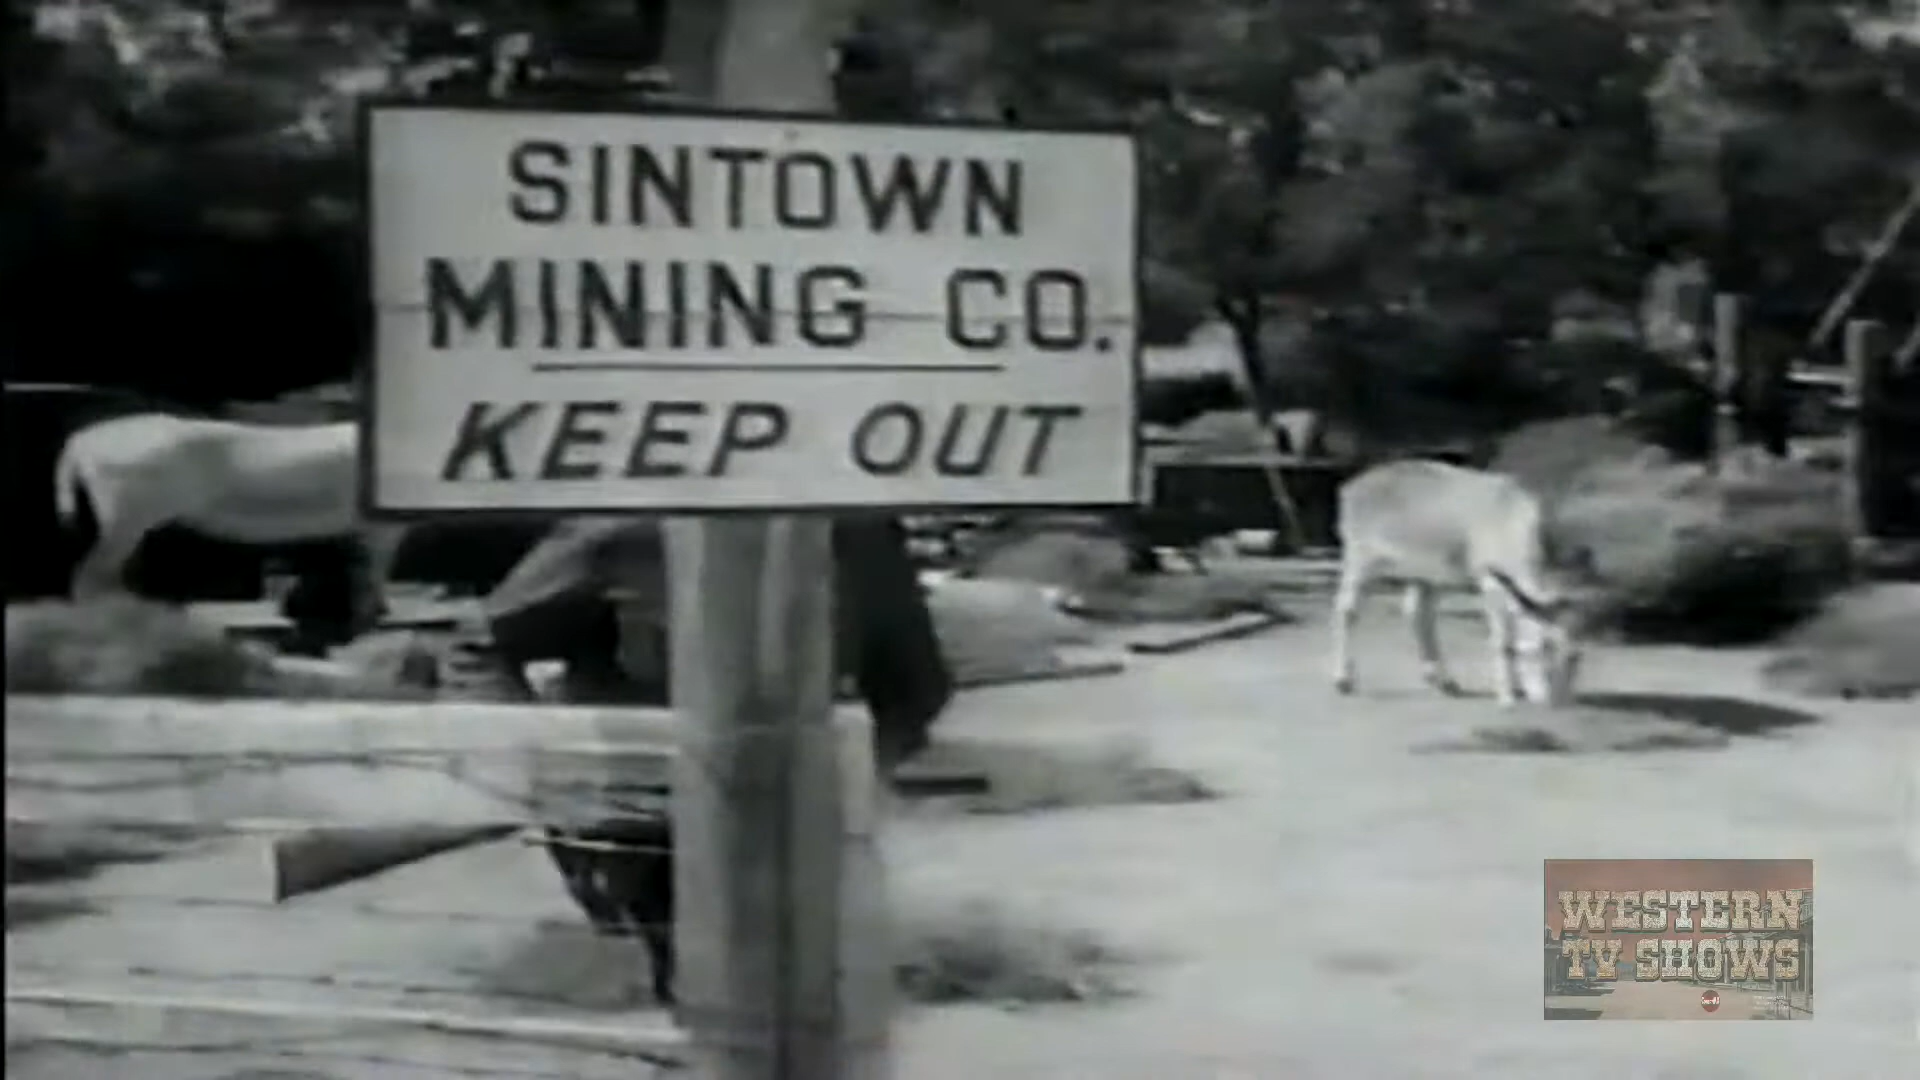 SINTOWN
MINING CO.
KEEP OUT
WESTERN
TV SHOWS